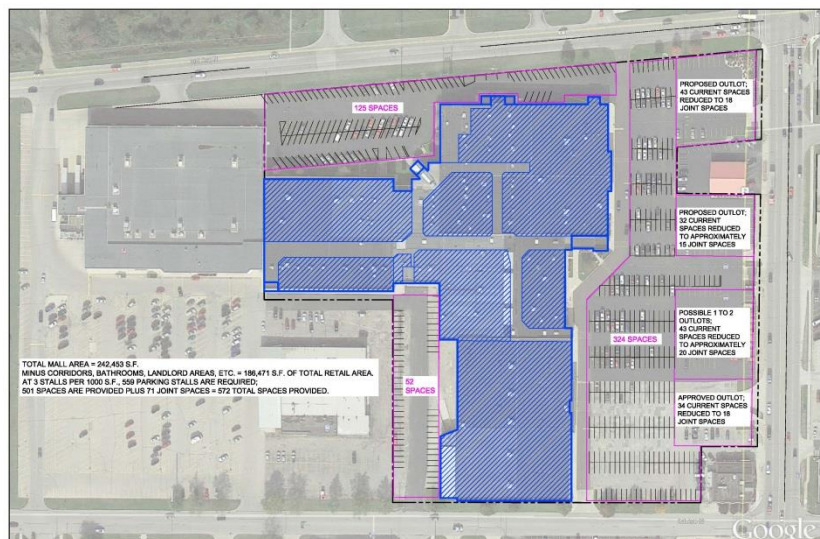 125 SPACES
PROPOSED OUTLOT;
43 CURRENT SPACES
REDUCED TO 18
JOINT SPACES
PROPOSED OUTLOT;
32 CURRENT
SPACES REDUCED
TO APPROXIMATELY
15 JOINT SPACES
POSSIBLE 1 TO 2
OUTLOTS;
43 CURRENT
SPACES REDUCED
TO APPROXIMATELY
20 JOINT SPACES
324 SPACES
TOTAL MALL AREA = 242,453 S.F.
MINUS CORRIDORS, BATHROOMS, LANDLORD AREAS, ETC. = 186,471 S.F. OF TOTAL RETAIL AREA.
AT 3 STALLS PER 1000 S.F., 559 PARKING STALLS ARE REQUIRED;
501 SPACES ARE PROVIDED PLUS 71 JOINT SPACES = 572 TOTAL SPACES PROVIDED.
52
SPACES
APPROVED OUTLOT;
34 CURRENT SPACES
REDUCED TO 18
JOINT SPACES
Google